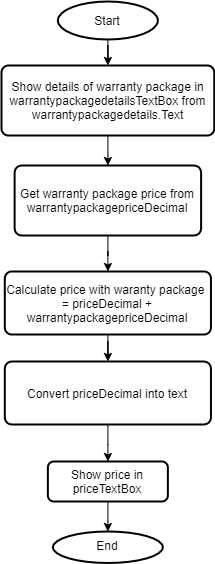 Start
Show details of warranty package in
warrantypackagedetailsTextBox from
warrantypackagedetails.Text
Get warranty package price from
warrantypackagepriceDecimal
Calculate price with waranty package
= priceDecimal +
warrantypackagepriceDecimal
Convert priceDecimal into text
Show price in
priceTextBox
End